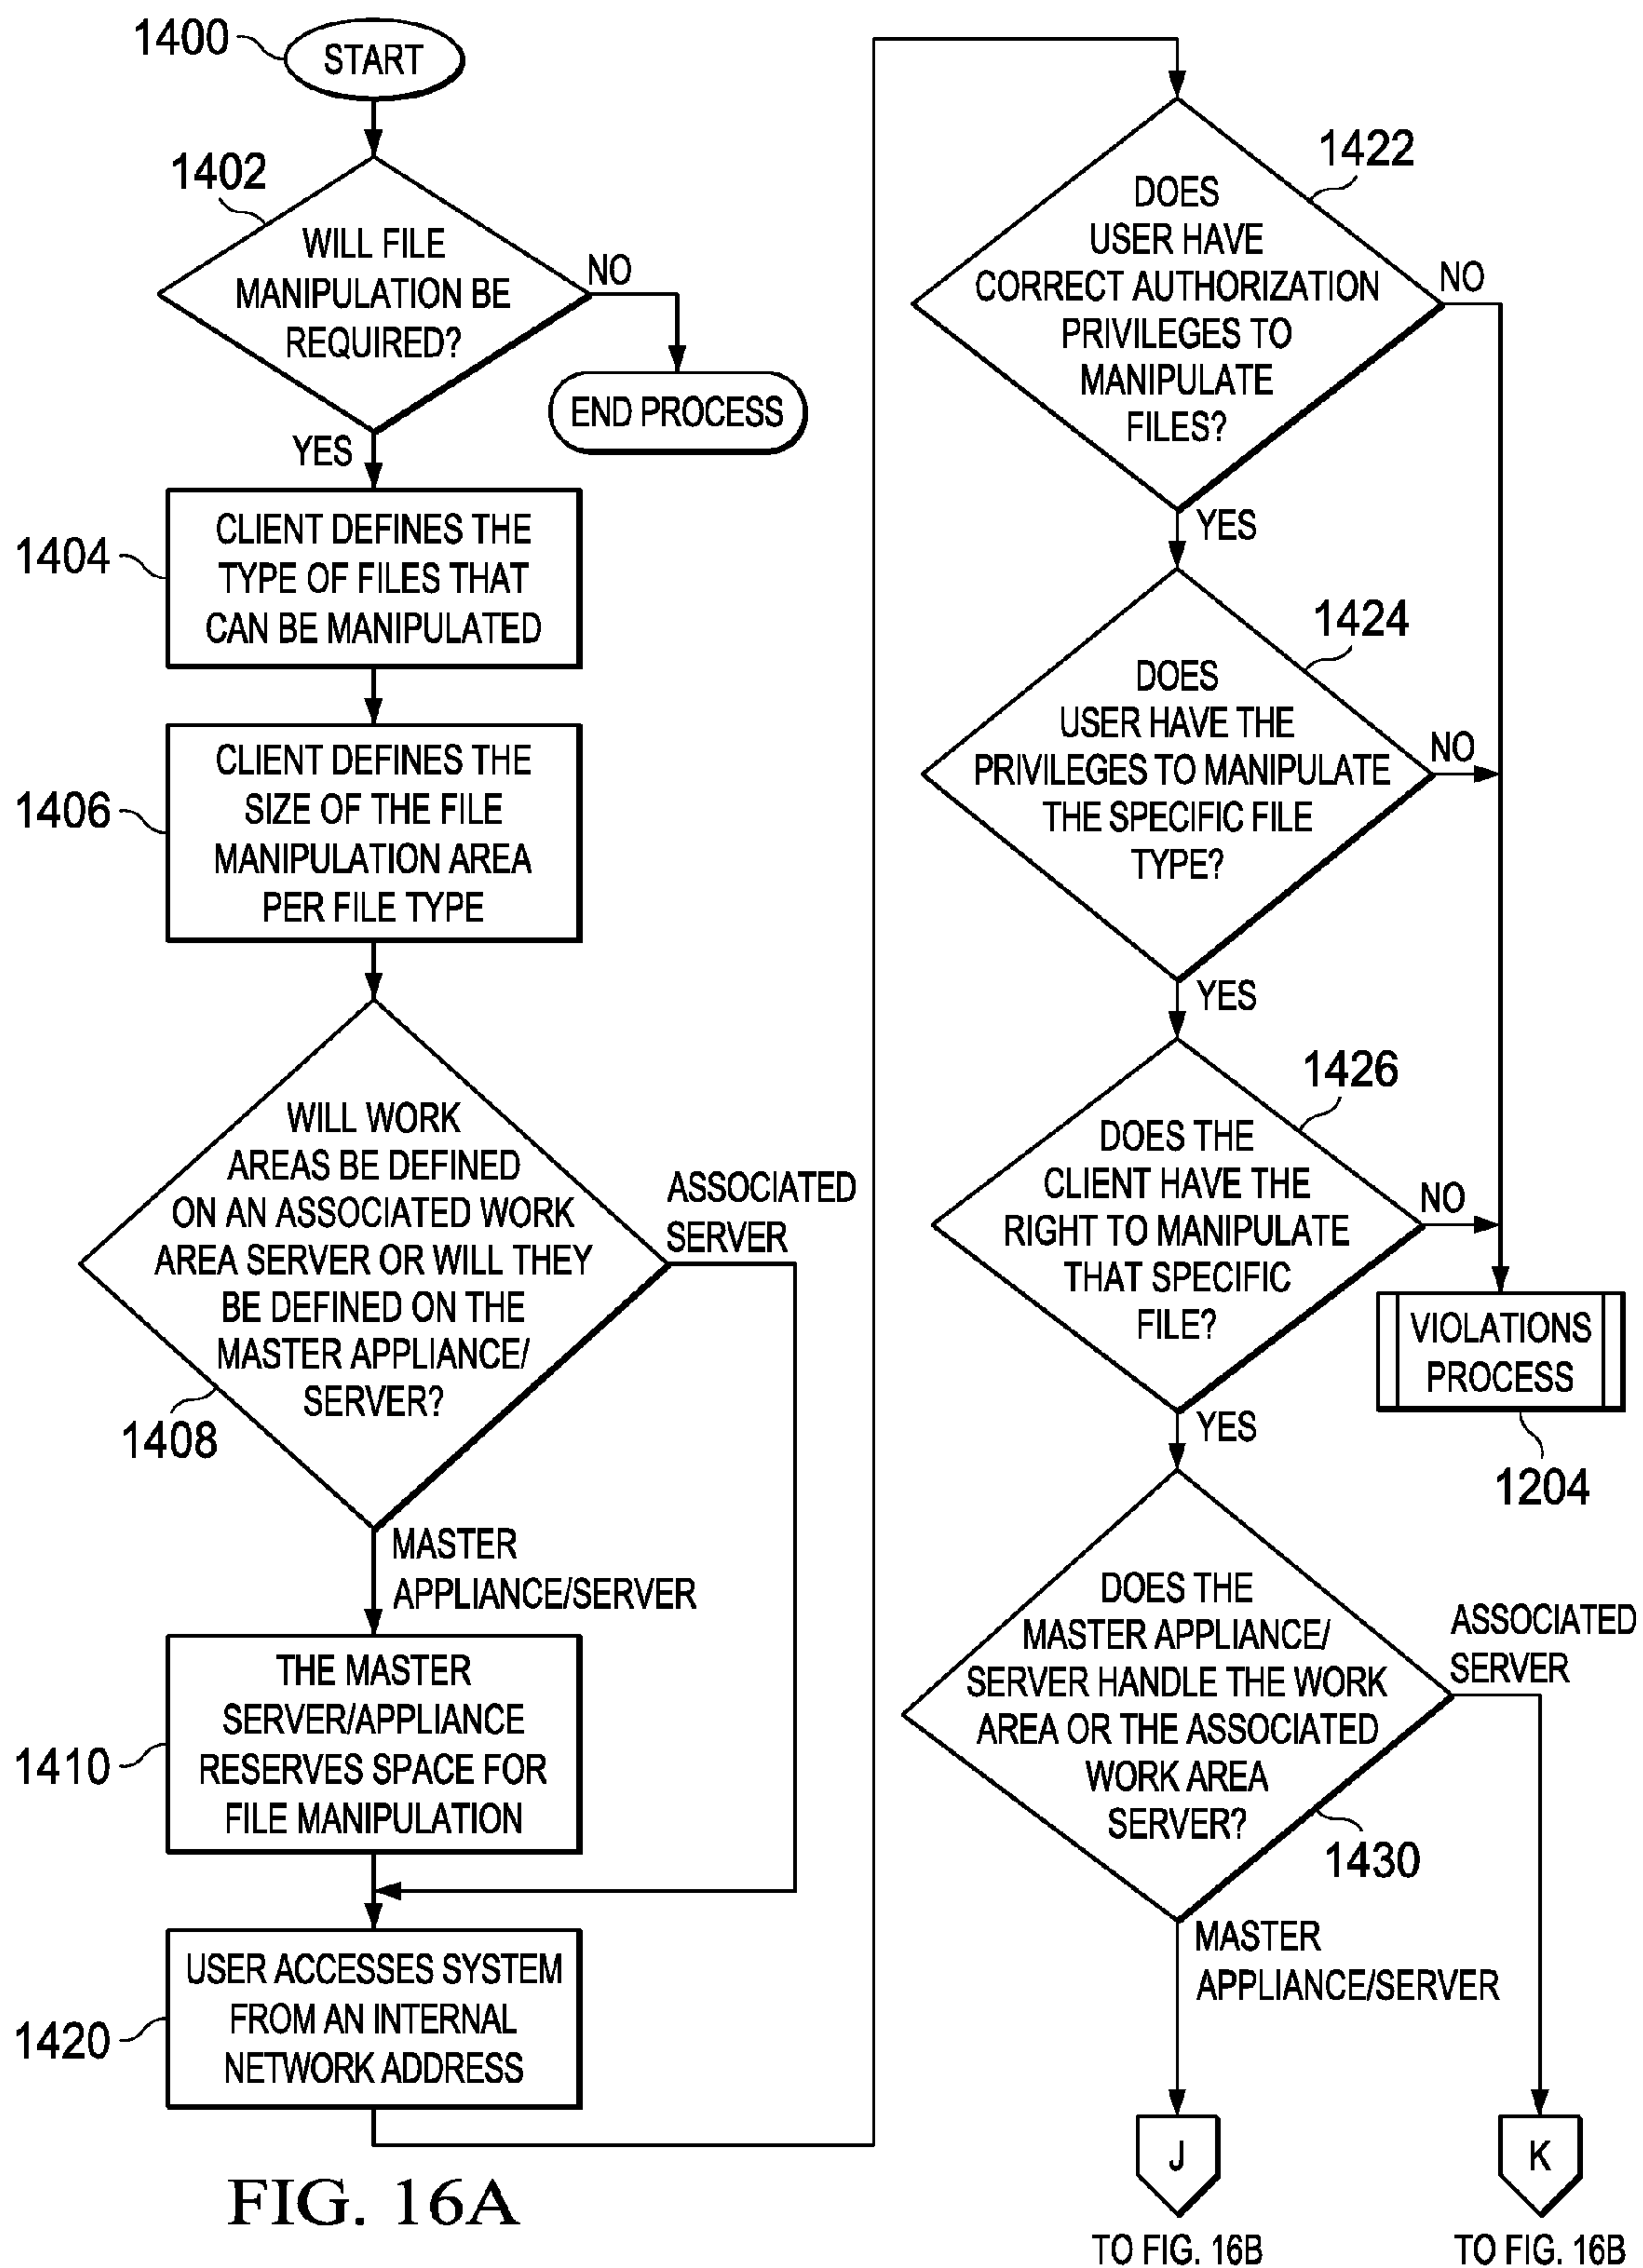 1400
START
1402
WILL FILE
MANIPULATION BE
REQUIRED?
NO
END PROCESS
YES
1404
CLIENT DEFINES THE
TYPE OF FILES THAT
CAN BE MANIPULATED
1406
CLIENT DEFINES THE
SIZE OF THE FILE
MANIPULATION AREA
PER FILE TYPE
WILL WORK
AREAS BE DEFINED
ON AN ASSOCIATED WORK
AREA SERVER OR WILL THEY
BE DEFINED ON THE
MASTER APPLIANCE/
SERVER?
1408
ASSOCIATED
SERVER
MASTER
APPLIANCE/SERVER
1410
THE MASTER
SERVER/APPLIANCE
RESERVES SPACE FOR
FILE MANIPULATION
1420
USER ACCESSES SYSTEM
FROM AN INTERNAL
NETWORK ADDRESS
1422
DOES
USER HAVE
CORRECT AUTHORIZATION
PRIVILEGES TO
MANIPULATE
FILES?
NO
YES
1424
DOES
USER HAVE THE
PRIVILEGES TO MANIPULATE
THE SPECIFIC FILE
TYPE?
NO
YES
1426
DOES THE
CLIENT HAVE THE
RIGHT TO MANIPULATE
THAT SPECIFIC
FILE?
NO
VIOLATIONS
PROCESS
1204
YES
DOES THE
MASTER APPLIANCE/
SERVER HANDLE THE WORK
AREA OR THE ASSOCIATED
WORK AREA
SERVER?
1430
ASSOCIATED
SERVER
MASTER
APPLIANCE/SERVER
J
TO FIG. 16B
K
TO FIG. 16B
FIG. 16A